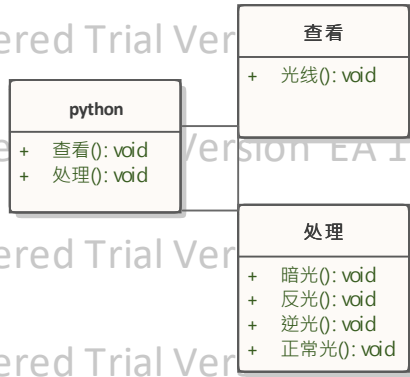 ered Trial Ver
查看
+ 光线(): void
python
+ 查看(): void
+ 处理(): void
Version EA 1
处理
ered Trial Ver
+ 暗光(): void
+ 反光(): void
+ 逆光(): void
+ 正常光(): void
ered Trial Ver